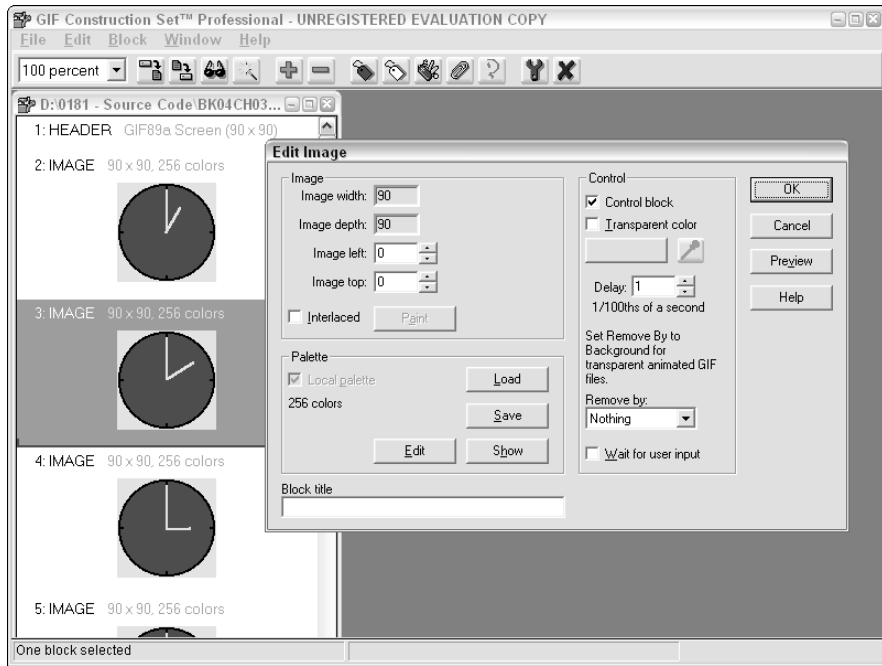 GIF Construction Set™ Professional - UNREGISTERED EVALUATION COPY
File Edit Block Window Help
100 percent
D:\0181 - Source Code\BK04CH03...
1: HEADER GIF89a Screen (90 x 90)
2: IMAGE 90 x 90, 256 colors
3: IMAGE 90 x 90, 256 colors
4: IMAGE 90 x 90, 256 colors
5: IMAGE 90 x 90, 256 colors
Edit Image
Image
Image width: 90
Image depth: 90
Image left: 0
Image top: 0
Interlaced Paint
Palette
Local palette
256 colors
Load
Save
Edit Show
Block title
Control
Control block
Transparent color
Delay: 1
1/100ths of a second
Set Remove By to
Background for
transparent animated GIF
files.
Remove by:
Nothing
Wait for user input
OK
Cancel
Preview
Help
One block selected